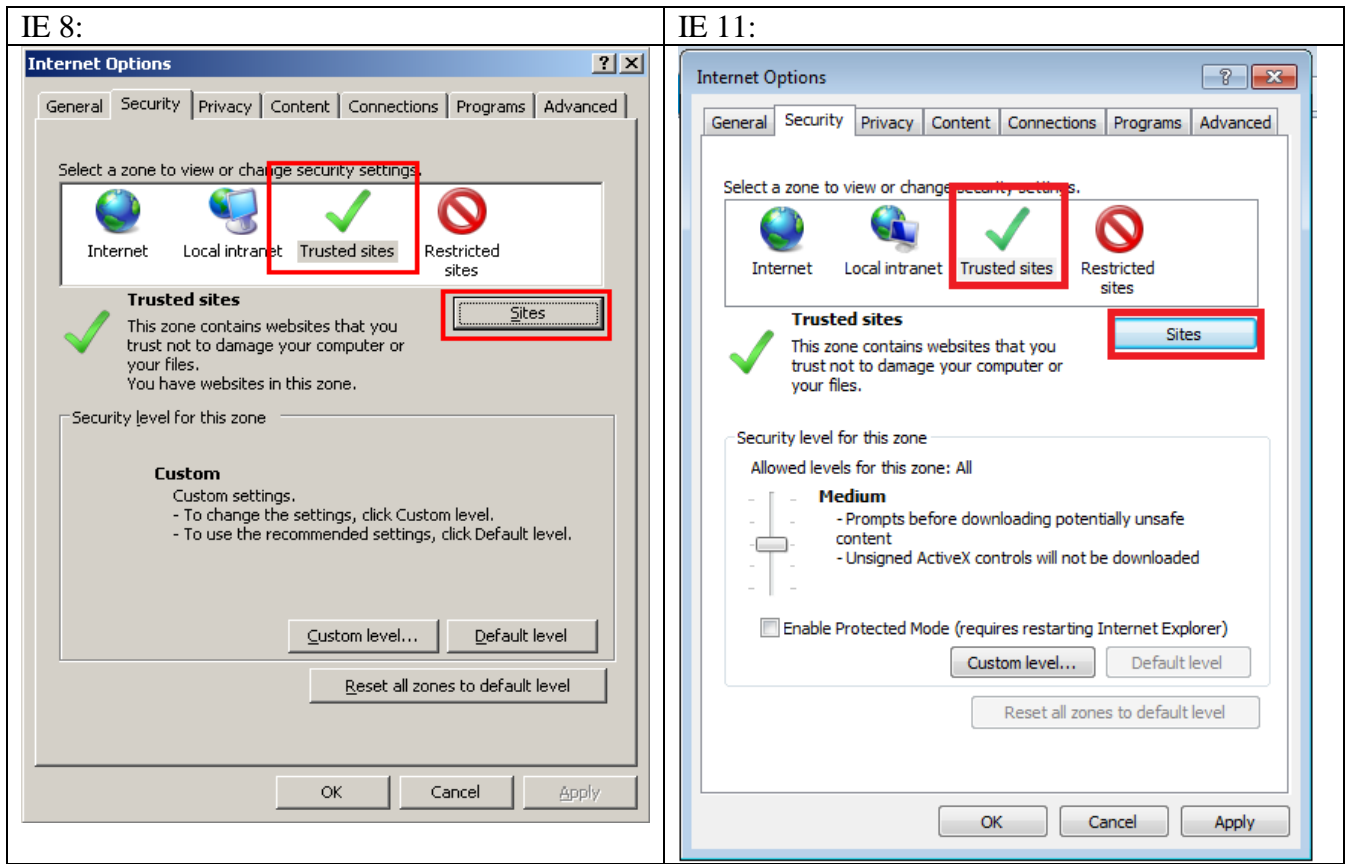 IE 8:
Internet Options
General Security Privacy Content Connections Programs Advanced
Select a zone to view or change security settings.
Internet Local intranet Trusted sites Restricted
sites
Trusted sites
Sites
This zone contains websites that you
trust not to damage your computer or
your files.
You have websites in this zone.
Security level for this zone
Custom
Custom settings.
- To change the settings, click Custom level.
- To use the recommended settings, click Default level.
Custom level... Default level
Reset all zones to default level
OK Cancel Apply
IE 11:
Internet Options
General Security Privacy Content Connections Programs Advanced
Select a zone to view or change security settings.
Internet Local intranet Trusted sites Restricted
sites
Trusted sites
Sites
This zone contains websites that you
trust not to damage your computer or
your files.
Security level for this zone
Allowed levels for this zone: All
Medium
- Prompts before downloading potentially unsafe
content
- Unsigned ActiveX controls will not be downloaded
Enable Protected Mode (requires restarting Internet Explorer)
Custom level... Default level
Reset all zones to default level
OK Cancel Apply